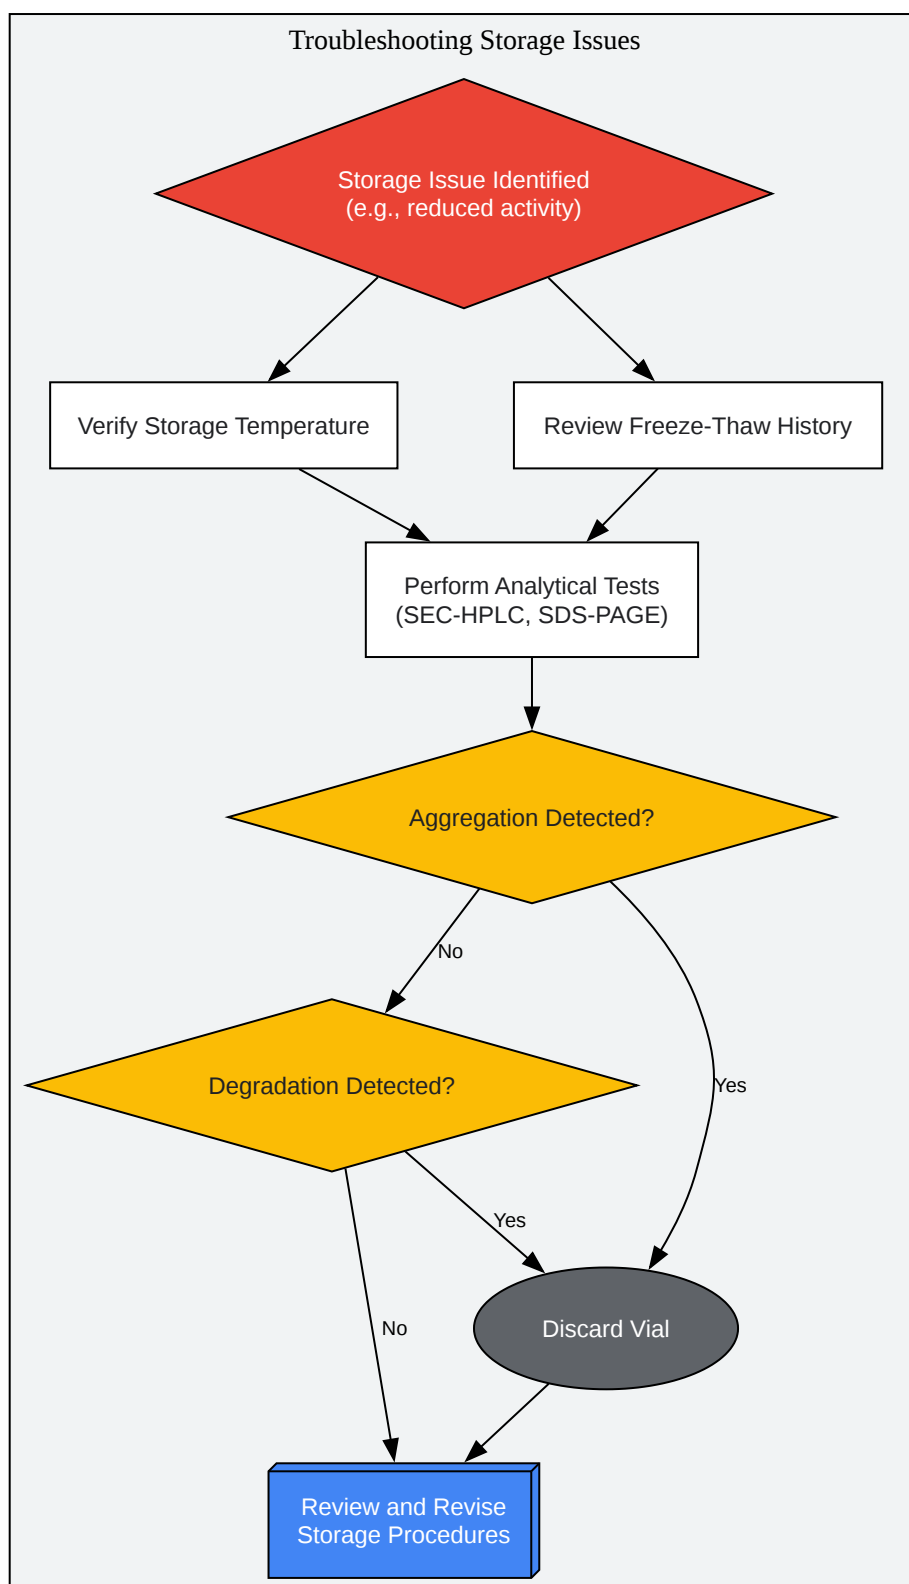 Troubleshooting Storage Issues
Storage Issue Identified
(e.g., reduced activity)
Verify Storage Temperature
Review Freeze-Thaw History
Perform Analytical Tests
(SEC-HPLC, SDS-PAGE)
Aggregation Detected?
No
Yes
Degradation Detected?
Yes
No
Discard Vial
Review and Revise
Storage Procedures